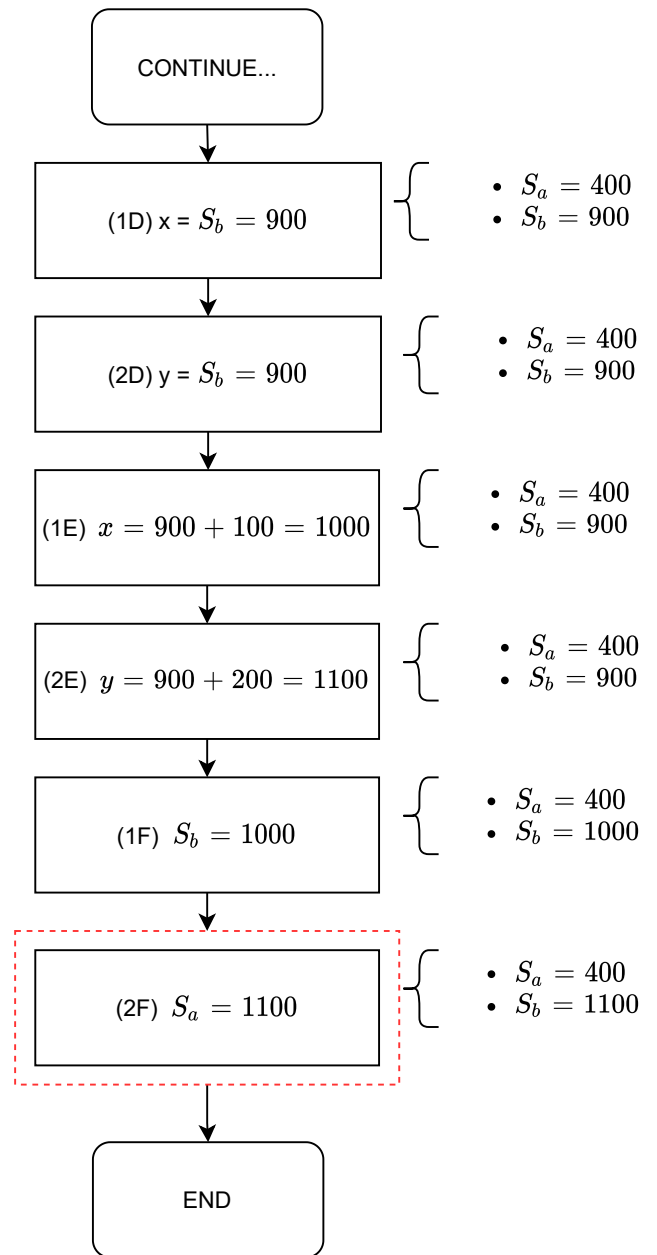 CONTINUE...
(1D) x = S_b = 900
• S_a = 400
• S_b = 900
(2D) y = S_b = 900
• S_a = 400
• S_b = 900
(1E) x = 900 + 100 = 1000
• S_a = 400
• S_b = 900
(2E) y = 900 + 200 = 1100
• S_a = 400
• S_b = 900
(1F) S_b = 1000
• S_a = 400
• S_b = 1000
(2F) S_a = 1100
• S_a = 400
• S_b = 1100
END